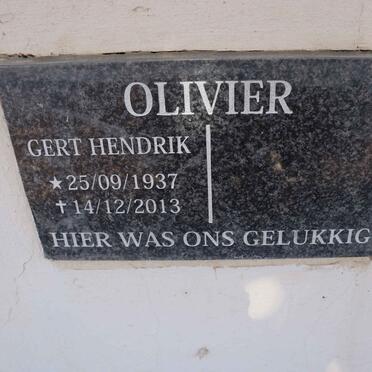 OLIVIER
GERT HENDRIK
★25/09/1937
✝14/12/2013
HIER WAS ONS GELUKKIG